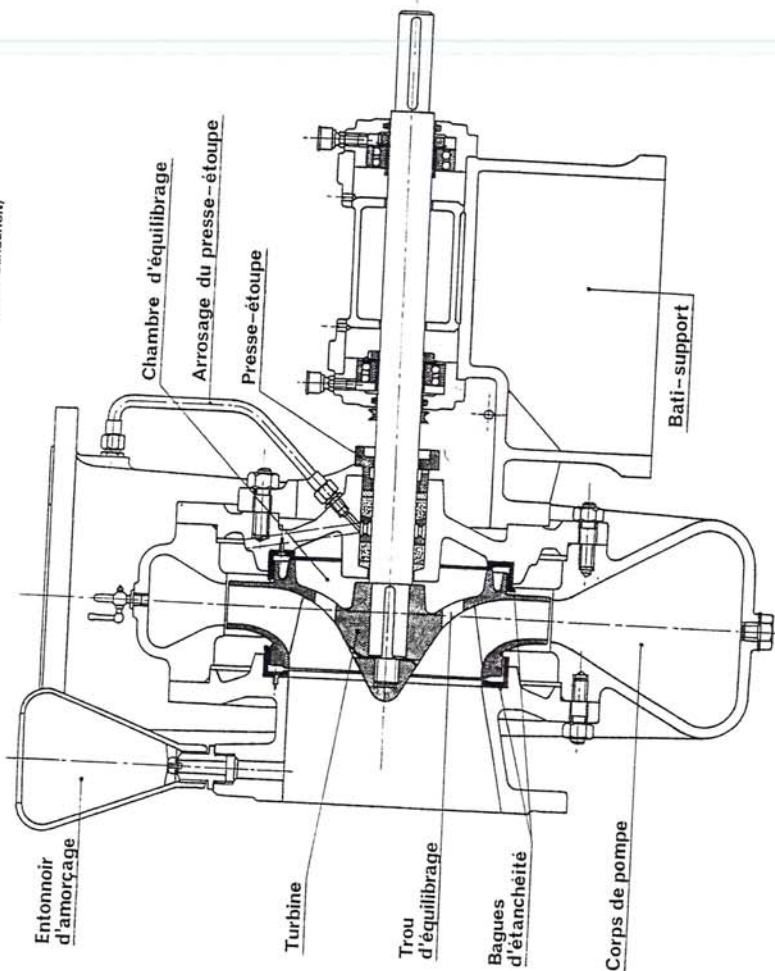 Chambre d'équilibrage
Arrosage du presse-étoupe
Presse-étoupe
Bati-support
Entonnoir
d'amorçage
Turbine
Trou
d'équilibrage
Bagues
d'étanchéité
Corps de pompe